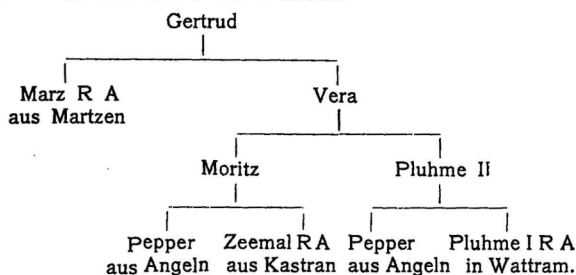 Gertrud
Marz R A Vera
aus Martzen
Moritz Pluhme II
Pepper Zeemal R A Pepper Pluhme I R A
aus Angeln aus Kastran aus Angeln in Wattram.